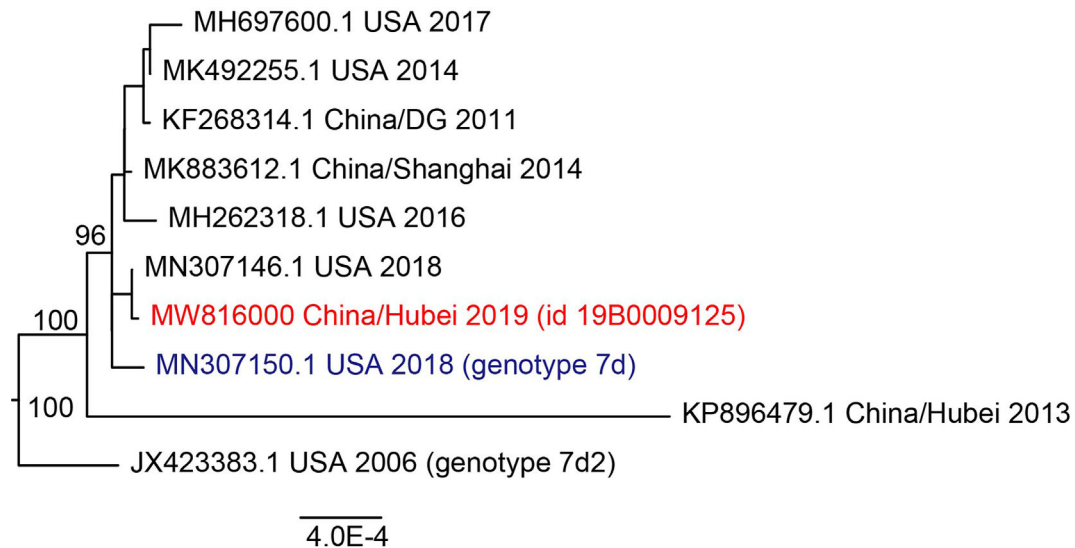 MH697600.1 USA 2017
MK492255.1 USA 2014
KF268314.1 China/DG 2011
MK883612.1 China/Shanghai 2014
MH262318.1 USA 2016
96
MN307146.1 USA 2018
MW816000 China/Hubei 2019 (id 19B0009125)
100
MN307150.1 USA 2018 (genotype 7d)
100
KP896479.1 China/Hubei 2013
JX423383.1 USA 2006 (genotype 7d2)
4.0E-4